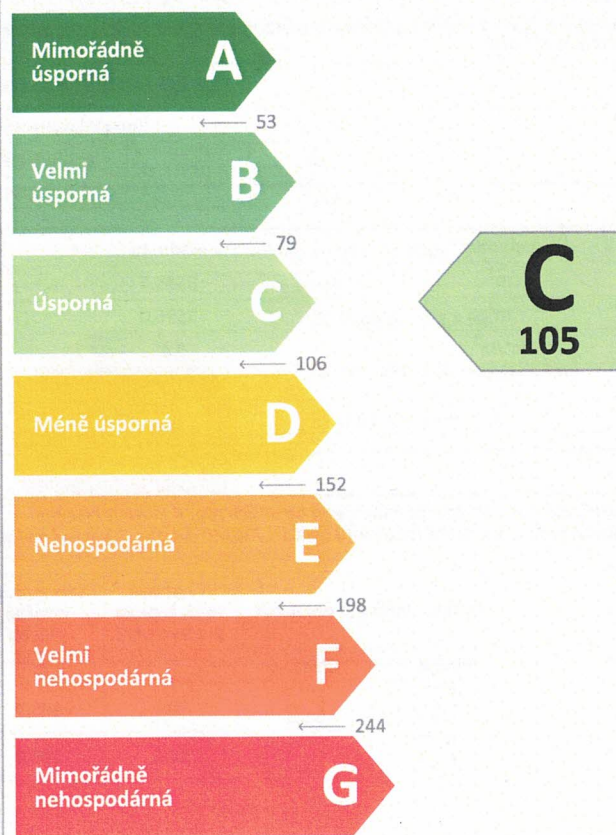 Mimořádně
úsporná
A
53
Velmi
úsporná
B
79
Úsporná
C
106
C
105
Méně úsporná
D
152
Nehospodárná
E
198
Velmi
nehospodárná
F
244
Mimořádně
nehospodárná
G